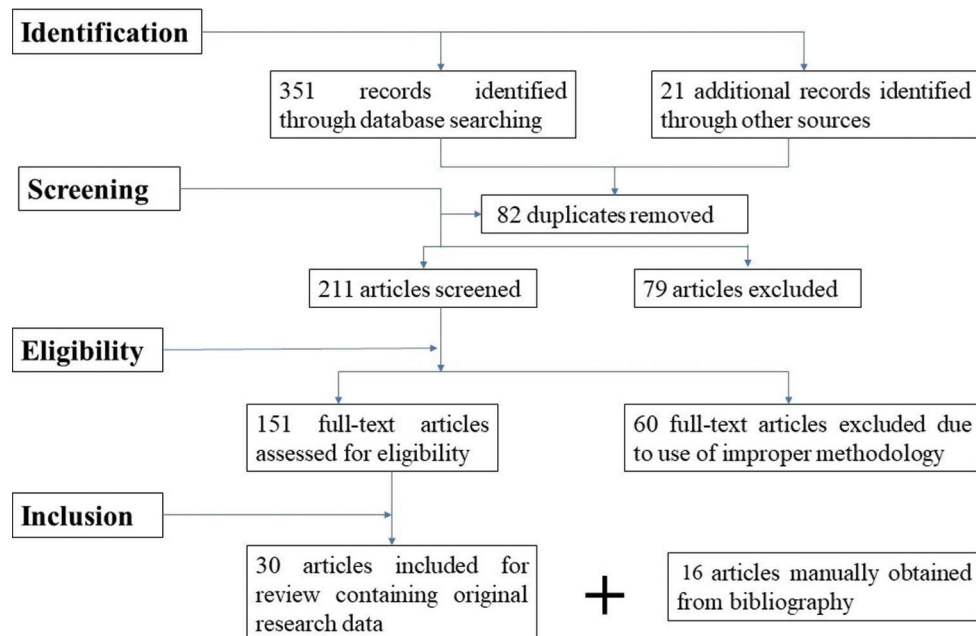 Identification
351 records identified
through database searching
21 additional records identified
through other sources
Screening
82 duplicates removed
211 articles screened
79 articles excluded
Eligibility
151 full-text articles
assessed for eligibility
60 full-text articles excluded due
to use of improper methodology
Inclusion
30 articles included for
review containing original
research data
+
16 articles manually obtained
from bibliography